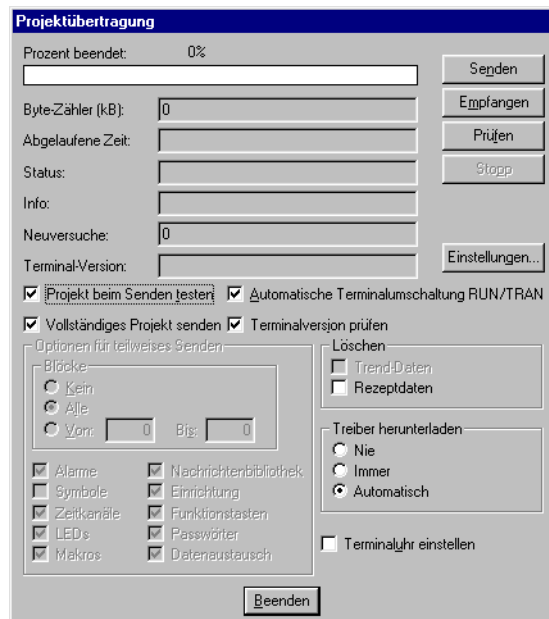 Projektübertragung
Prozent beendet: 0%
Senden
Byte-Zähler (kB): 0
Empfangen
Abgelaufene Zeit:
Prüfen
Status:
Stopp
Info:
Neuversuche: 0
Terminal-Version:
Einstellungen...
Projekt beim Senden testen
Automatische Terminalumschaltung RUN/TRAN
Vollständiges Projekt senden
Terminalversion prüfen
Optionen für teilweises Senden
Blöcke
Kein
Alle
Von: 0 Bis: 0
Alarme
Nachrichtenbibliothek
Symbole
Einrichtung
Zeitkanäle
Funktionstasten
LEDs
Passwörter
Makros
Datenaustausch
Löschen
Trend-Daten
Rezeptdaten
Treiber herunterladen
Nie
Immer
Automatisch
Terminaluhr einstellen
Beenden